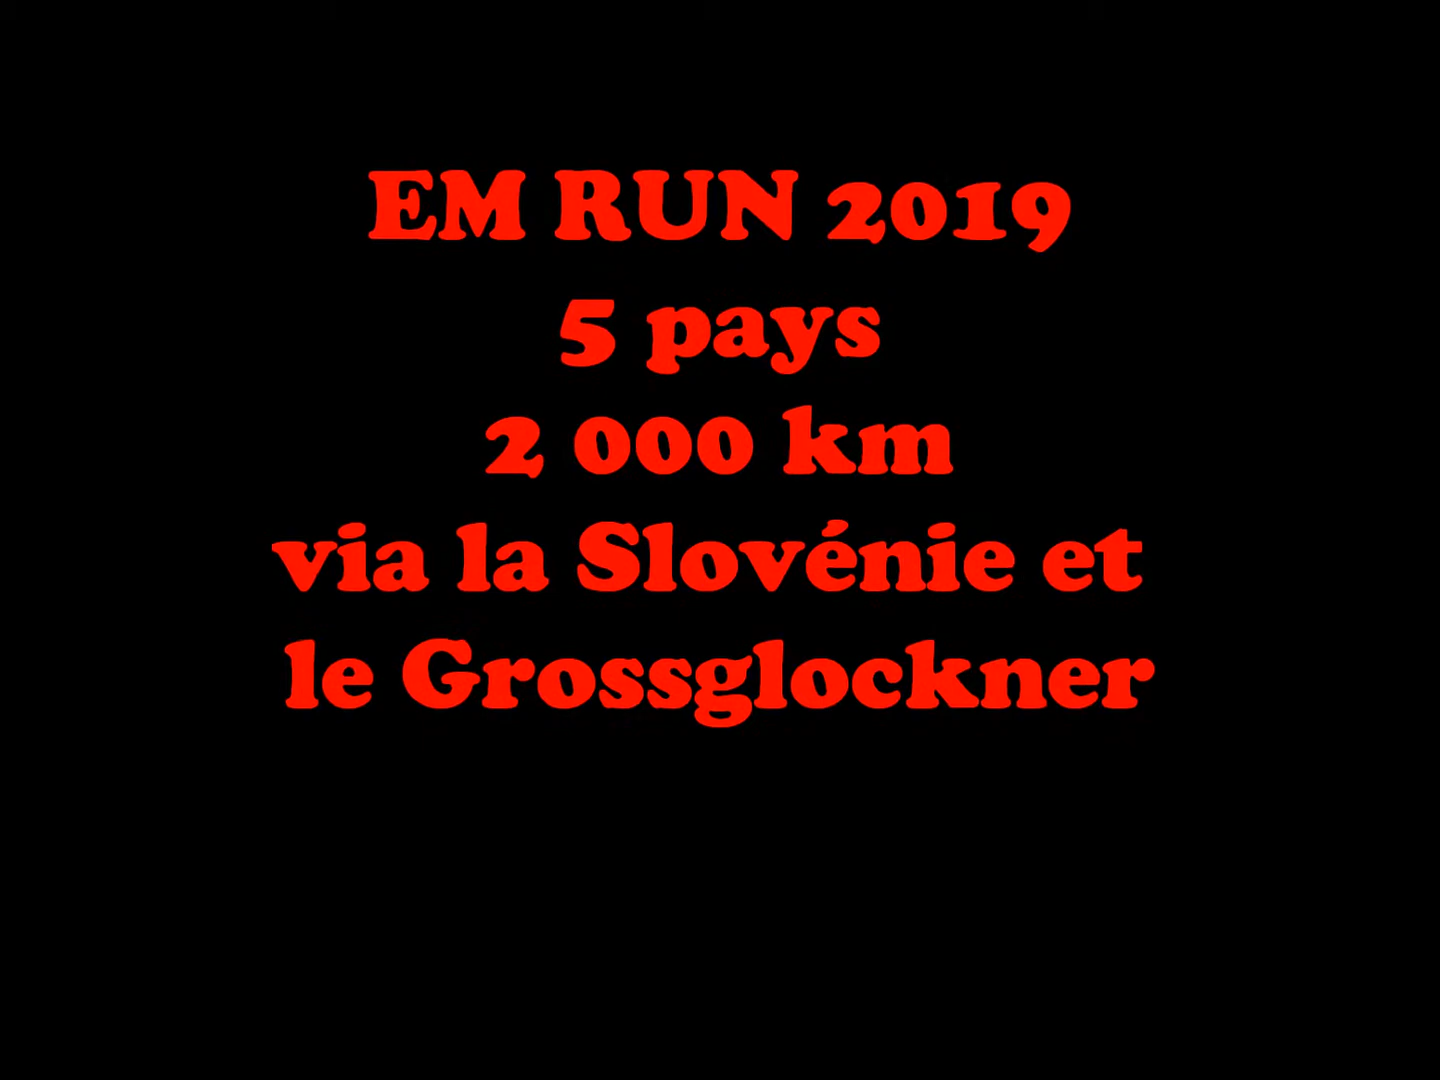 EM RUN 2019
5 pays
2 000 km
via la Slovénie et
le Grossglockner